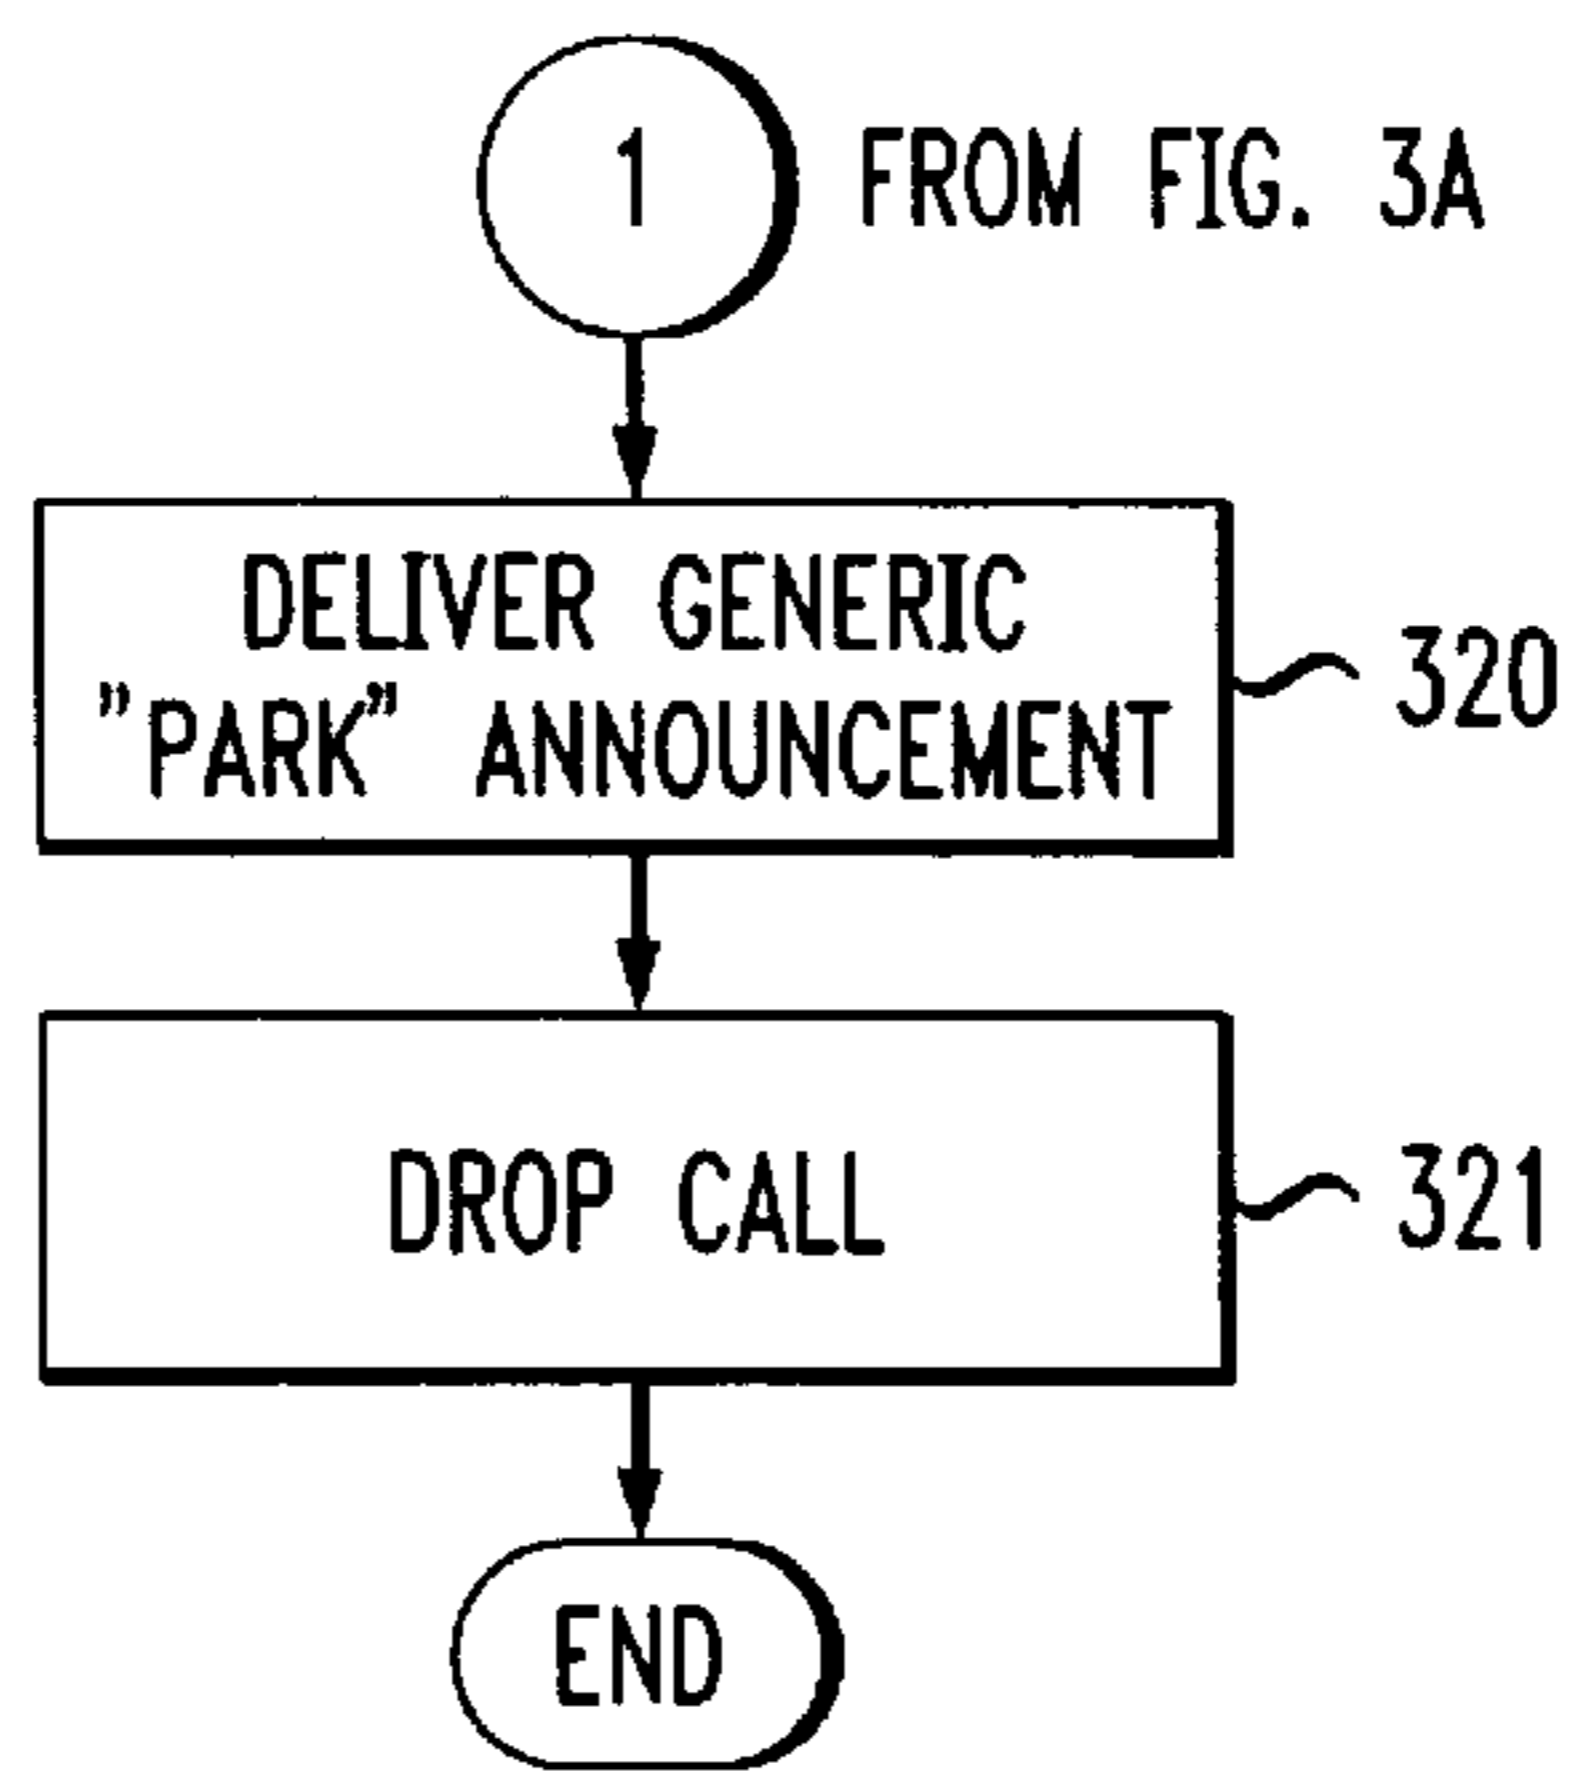 1 FROM FIG. 3A
DELIVER GENERIC
"PARK" ANNOUNCEMENT
320
DROP CALL
321
END